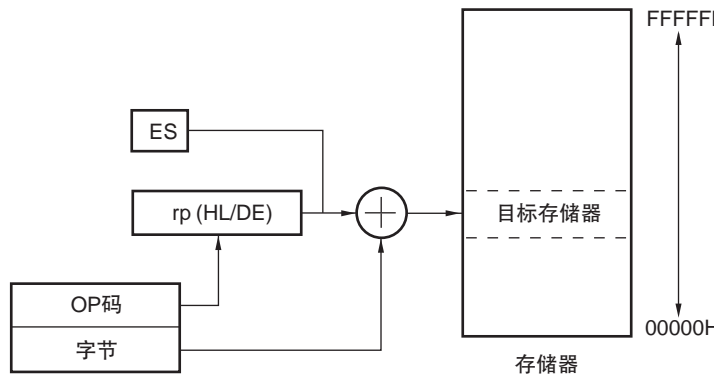 FFFFFH
ES
rp (HL/DE)
目标存储器
OP码
字节
00000H
存储器